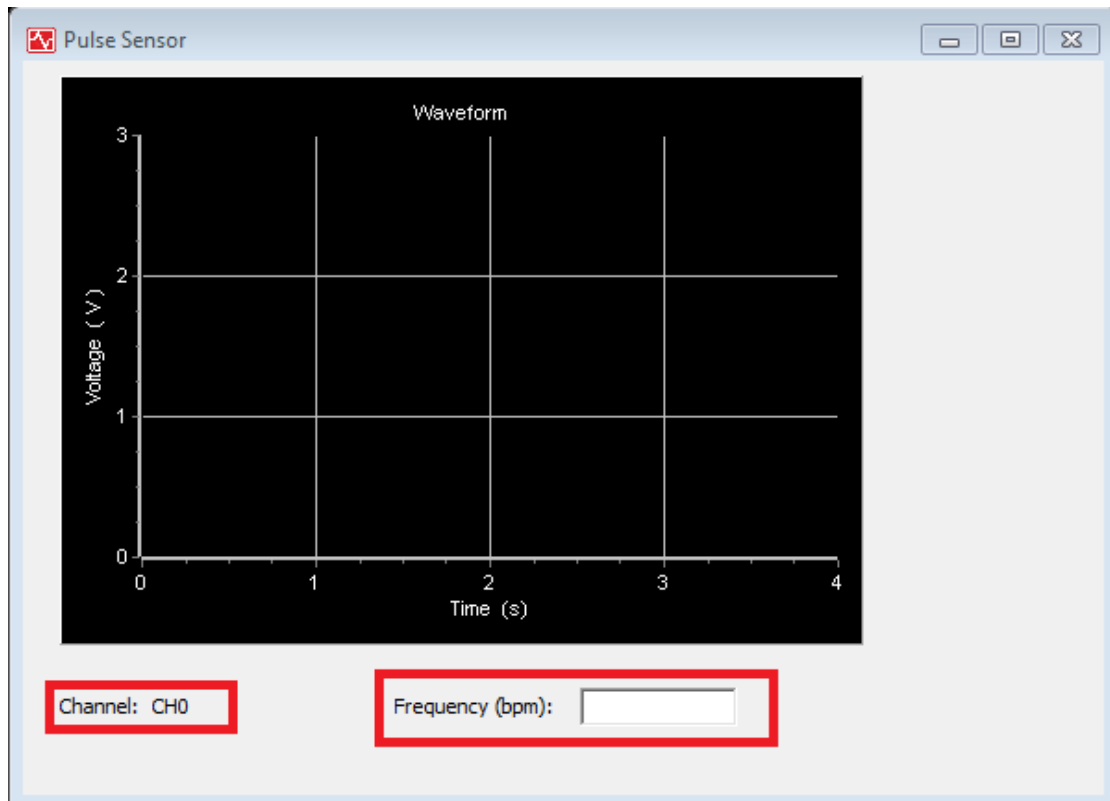 Pulse Sensor
Waveform
3
2
1
0
Voltage ( V )
0 1 2 3 4
Time (s)
Channel: CH0 Frequency (bpm):